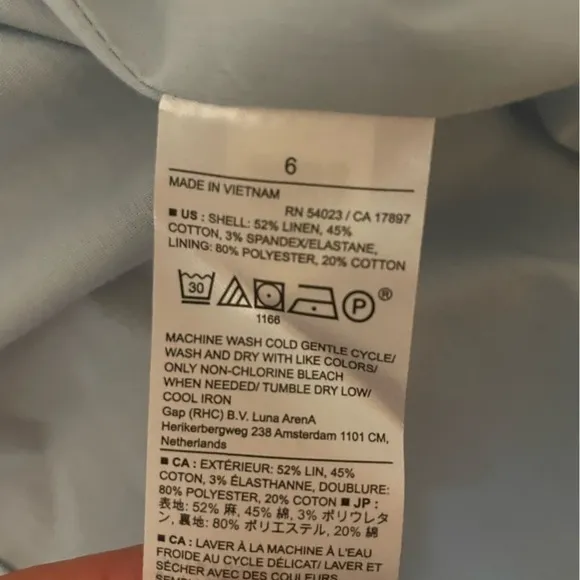 6
MADE IN VIETNAM
RN 54023 / CA 17897
■ US : SHELL: 52% LINEN, 45%
COTTON, 3% SPANDEX/ELASTANE,
LINING: 80% POLYESTER, 20% COTTON
30
P®
1166
MACHINE WASH COLD GENTLE CYCLE/
WASH AND DRY WITH LIKE COLORS/
ONLY NON-CHLORINE BLEACH
WHEN NEEDED/ TUMBLE DRY LOW/
COOL IRON
Gap (RHC) B.V. Luna ArenA
Herikerbergweg 238 Amsterdam 1101 CM,
Netherlands
■ CA : EXTÉRIEUR: 52% LIN, 45%
COTON, 3% ÉLASTHANNE, DOUBLURE:
80% POLYESTER, 20% COTON ■ JP :
表地: 52% 麻, 45% 綿, 3% ポリウレタ
ン, 裏地: 80% ポリエステル, 20% 綿
■ CA : LAVER À LA MACHINE À L'EAU
FROIDE AU CYCLE DÉLICAT/ LAVER ET
SÉCHER AVEC DES COULEURS